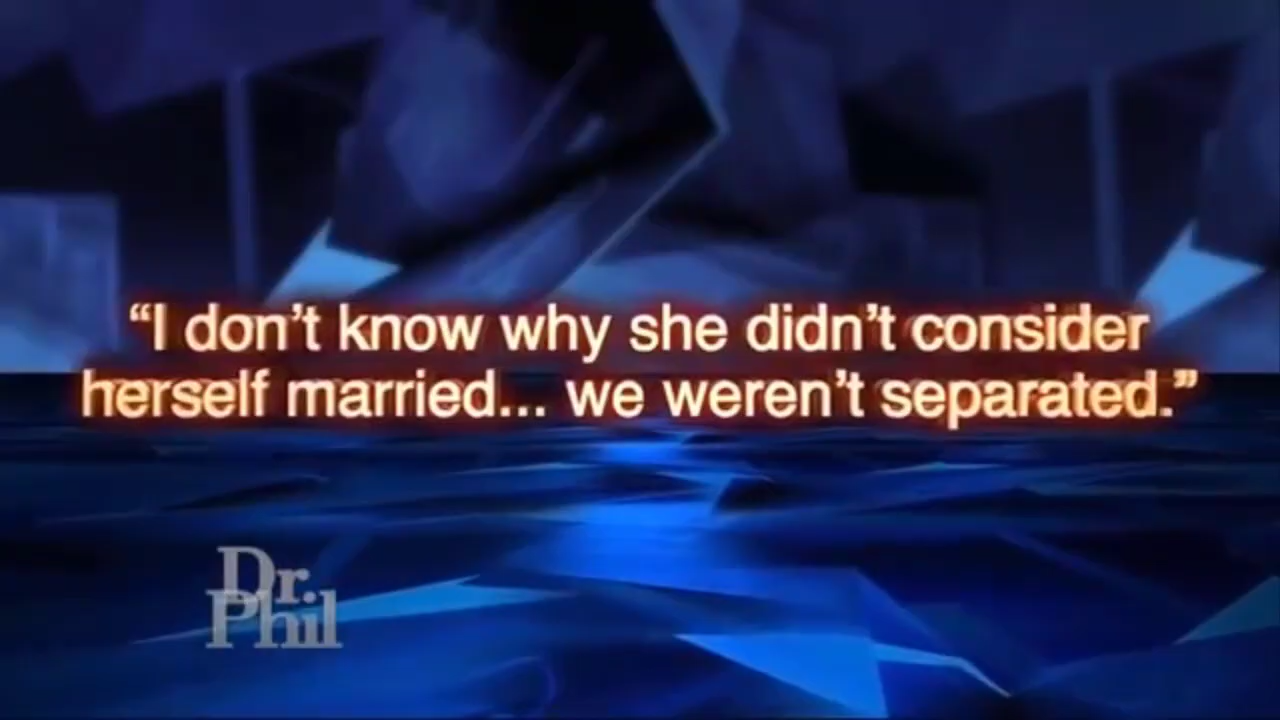 “I don’t know why she didn’t consider
herself married... we weren’t separated.”
Dr.
Phil